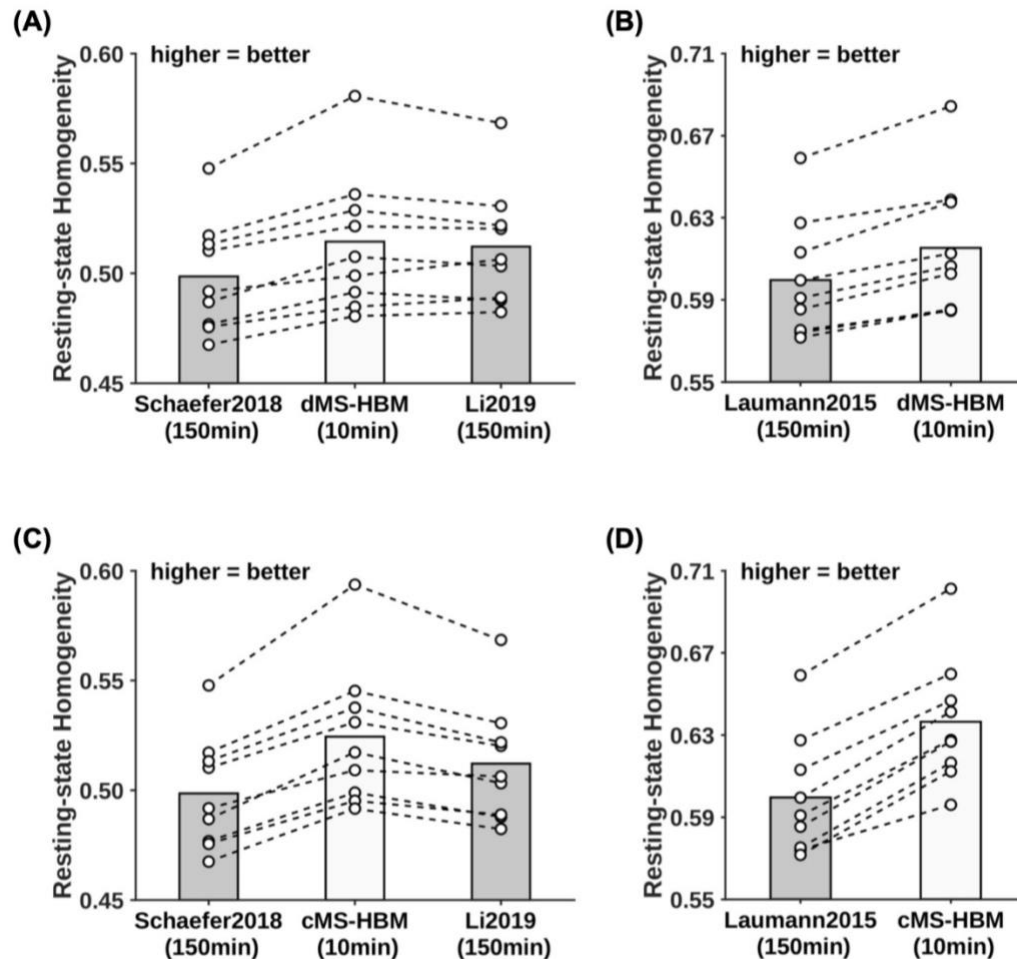 (A)
higher = better
Resting-state Homogeneity
0.60
0.55
0.50
0.45
Schaefer2018
(150min)
dMS-HBM
(10min)
Li2019
(150min)
(B)
higher = better
Resting-state Homogeneity
0.71
0.67
0.63
0.59
0.55
Laumann2015
(150min)
dMS-HBM
(10min)
(C)
higher = better
Resting-state Homogeneity
0.60
0.55
0.50
0.45
Schaefer2018
(150min)
cMS-HBM
(10min)
Li2019
(150min)
(D)
higher = better
Resting-state Homogeneity
0.71
0.67
0.63
0.59
0.55
Laumann2015
(150min)
cMS-HBM
(10min)